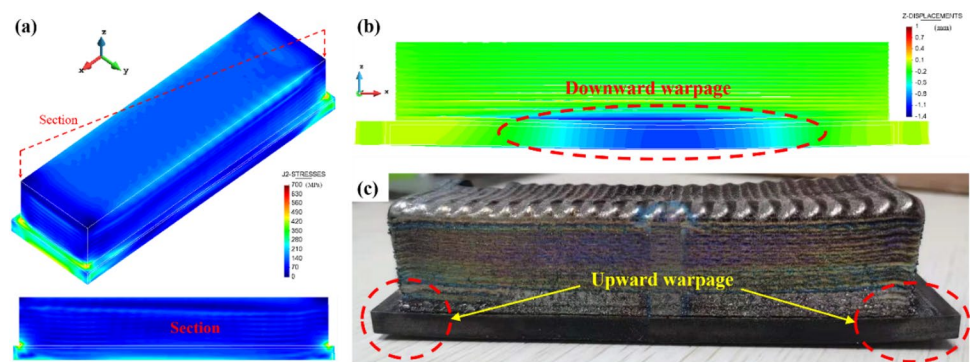 (a)
z
x
y
Section
J2-STRESSES
(MPa)
700
630
560
490
420
350
280
210
140
70
0
Section
(b)
z
x
Downward warpage
Z-DISPLACEMENTS
(mm)
1
0.7
0.4
0.1
-0.2
-0.5
-0.8
-1.1
-1.4
(c)
Upward warpage